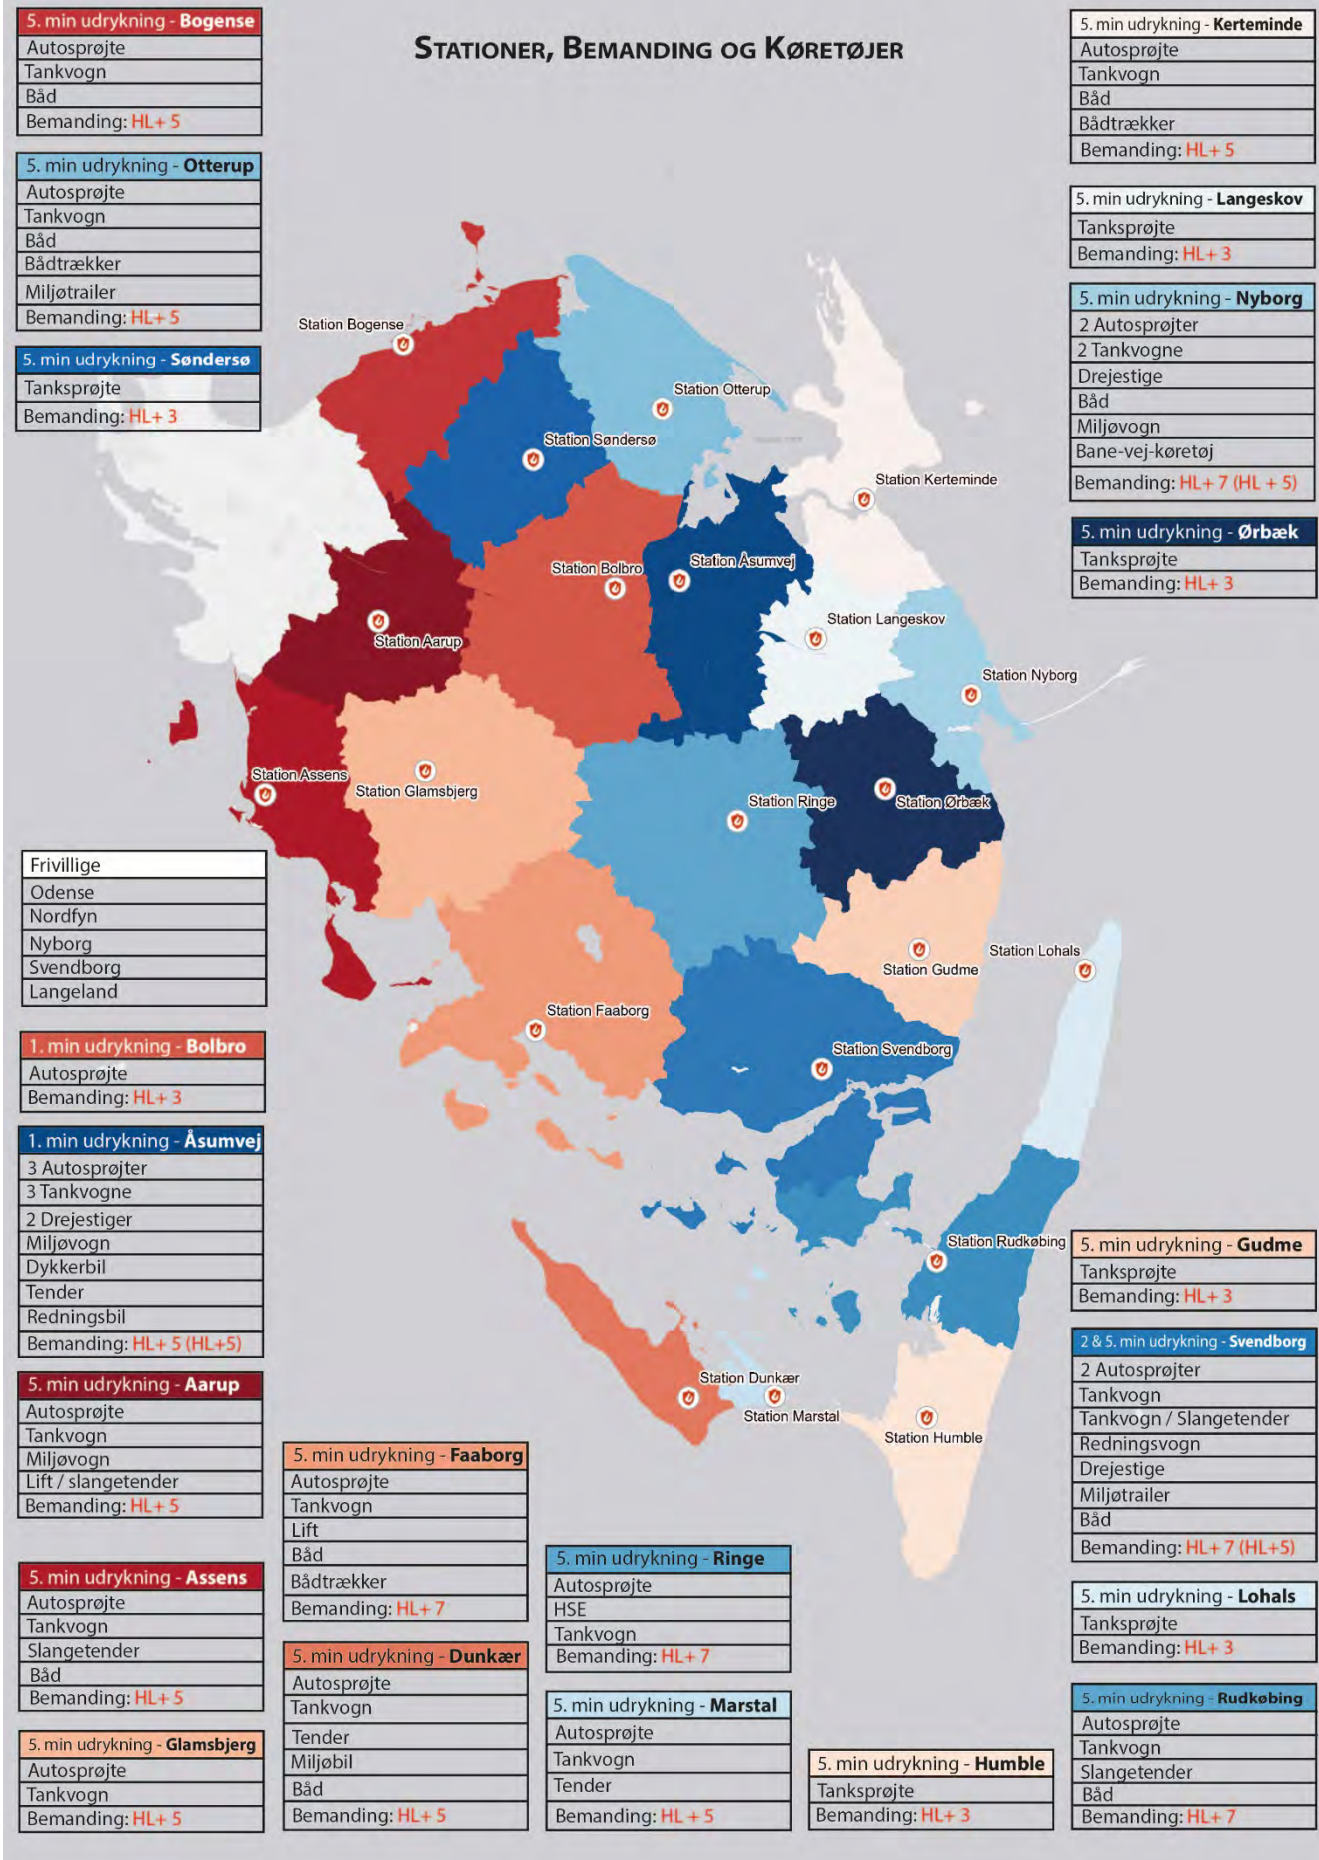 STATIONER, BEMANDING OG KØRETØJER
5. min udrykning - Bogense
Autosprøjte
Tankvogn
Båd
Bemanding: HL+ 5
5. min udrykning - Otterup
Autosprøjte
Tankvogn
Båd
Bådtrækker
Miljøtrailer
Bemanding: HL+ 5
5. min udrykning - Søndersø
Tanksprøjte
Bemanding: HL+ 3
5. min udrykning - Kerteminde
Autosprøjte
Tankvogn
Båd
Bådtrækker
Bemanding: HL+ 5
5. min udrykning - Langeskov
Tanksprøjte
Bemanding: HL+ 3
5. min udrykning - Nyborg
2 Autosprøjter
2 Tankvogne
Drejestige
Båd
Miljøvogn
Bane-vej-køretøj
Bemanding: HL+ 7 (HL + 5)
5. min udrykning - Ørbæk
Tanksprøjte
Bemanding: HL+ 3
Station Bogense
Station Otterup
Station Søndersø
Station Kerteminde
Station Bolbro
Station Åsumvej
Station Langeskov
Station Aarup
Station Nyborg
Station Assens
Station Glamsbjerg
Station Ringe
Station Ørbæk
Station Gudme
Station Lohals
Station Faaborg
Station Svendborg
Station Rudkøbing
Station Dunkær
Station Marstal
Station Humble
Frivillige
Odense
Nordfyn
Nyborg
Svendborg
Langeland
1. min udrykning - Bolbro
Autosprøjte
Bemanding: HL+ 3
1. min udrykning - Åsumvej
3 Autosprøjter
3 Tankvogne
2 Drejestiger
Miljøvogn
Dykkerbil
Tender
Redningsbil
Bemanding: HL+ 5 (HL+5)
5. min udrykning - Aarup
Autosprøjte
Tankvogn
Miljøvogn
Lift / slangetender
Bemanding: HL+ 5
5. min udrykning - Assens
Autosprøjte
Tankvogn
Slangetender
Båd
Bemanding: HL+ 5
5. min udrykning - Glamsbjerg
Autosprøjte
Tankvogn
Bemanding: HL+ 5
5. min udrykning - Faaborg
Autosprøjte
Tankvogn
Lift
Båd
Bådtrækker
Bemanding: HL+ 7
5. min udrykning - Dunkær
Autosprøjte
Tankvogn
Tender
Miljøbil
Båd
Bemanding: HL+ 5
5. min udrykning - Ringe
Autosprøjte
HSE
Tankvogn
Bemanding: HL+ 7
5. min udrykning - Marstal
Autosprøjte
Tankvogn
Tender
Bemanding: HL+ 5
5. min udrykning - Humble
Tanksprøjte
Bemanding: HL+ 3
5. min udrykning - Gudme
Tanksprøjte
Bemanding: HL+ 3
2 & 5. min udrykning - Svendborg
2 Autosprøjter
Tankvogn
Tankvogn / Slangetender
Redningsvogn
Drejestige
Miljøtrailer
Båd
Bemanding: HL+ 7 (HL+5)
5. min udrykning - Lohals
Tanksprøjte
Bemanding: HL+ 3
5. min udrykning - Rudkøbing
Autosprøjte
Tankvogn
Slangetender
Båd
Bemanding: HL+ 7